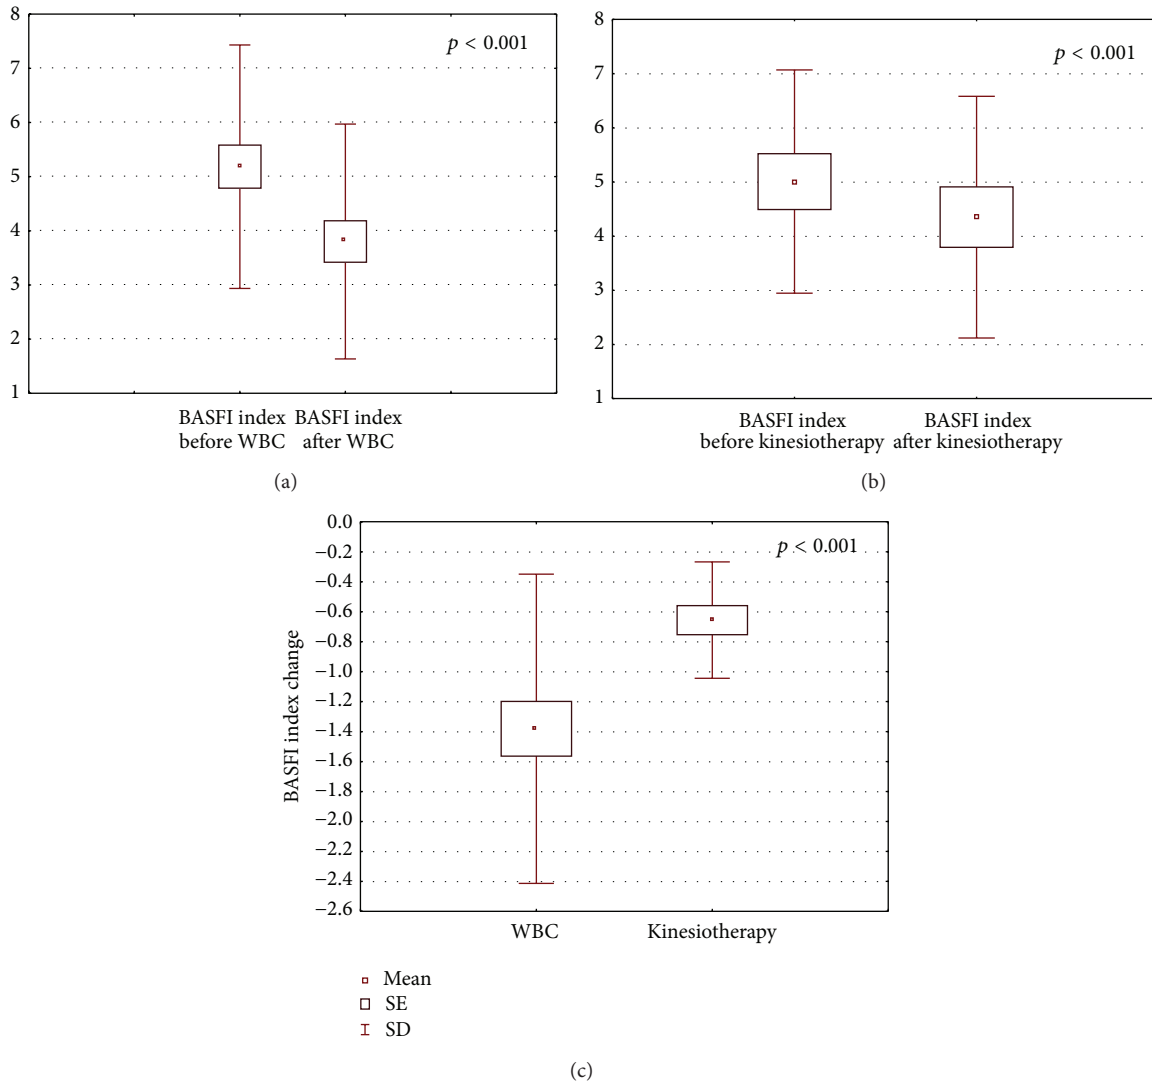 8
7
6
5
4
3
2
1
p < 0.001
BASFI index
before WBC
BASFI index
after WBC
(a)
8
7
6
5
4
3
2
1
p < 0.001
BASFI index
before kinesiotherapy
BASFI index
after kinesiotherapy
(b)
BASFI index change
0.0
−0.2
−0.4
−0.6
−0.8
−1.0
−1.2
−1.4
−1.6
−1.8
−2.0
−2.2
−2.4
−2.6
p < 0.001
WBC
Kinesiotherapy
Mean
SE
SD
(c)